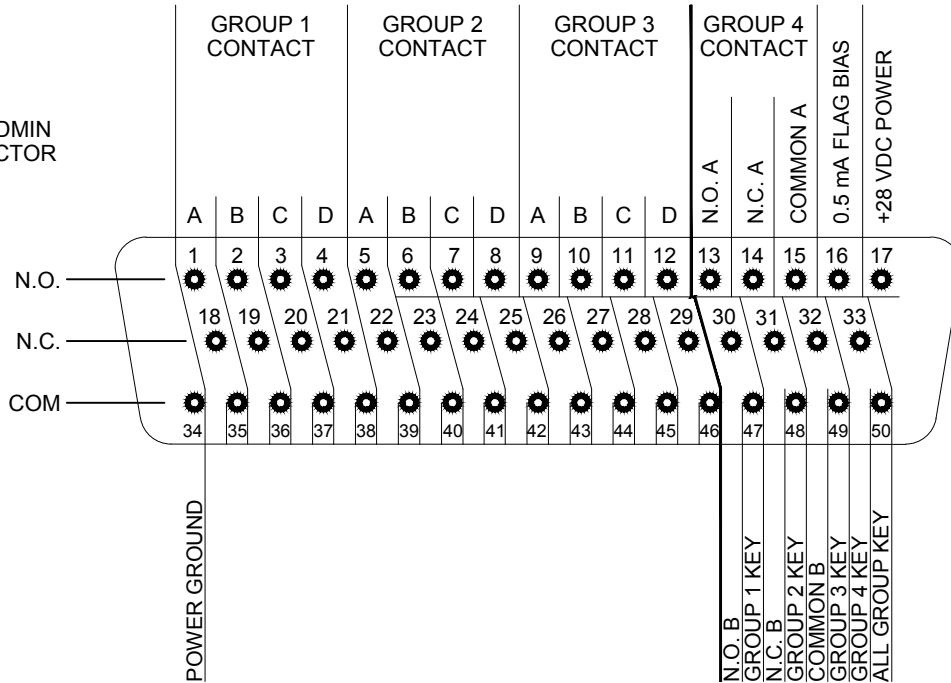 GROUP 1
CONTACT
GROUP 2
CONTACT
GROUP 3
CONTACT
GROUP 4
CONTACT
0.5 mA FLAG BIAS
+28 VDC POWER
DMIN
CTOR
N.O. A
N.C. A
COMMON A
A B C D A B C D A B C D
1 2 3 4 5 6 7 8 9 10 11 12 13 14 15 16 17
N.O.
18 19 20 21 22 23 24 25 26 27 28 29 30 31 32 33
N.C.
COM
34 35 36 37 38 39 40 41 42 43 44 45 46 47 48 49 50
POWER GROUND
N.O. B
GROUP 1 KEY
N.C. B
GROUP 2 KEY
COMMON B
GROUP 3 KEY
GROUP 4 KEY
ALL GROUP KEY